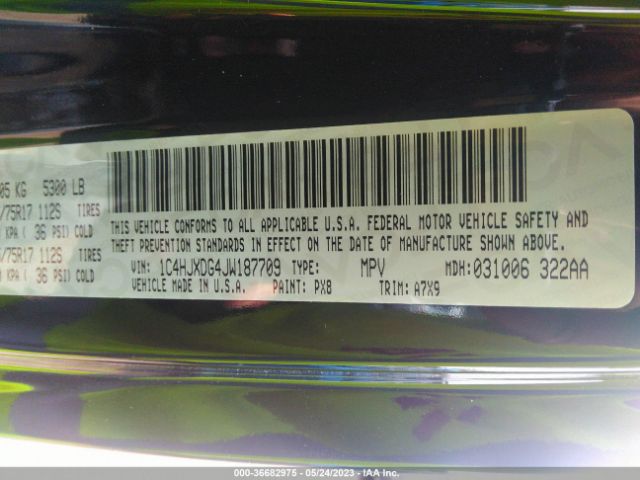 05 KG 5300 LB
/75R17 112S TIRES
KPA ( 36 PSI) COLD
/75R17 112S TIRES
KPA ( 36 PSI) COLD
THIS VEHICLE CONFORMS TO ALL APPLICABLE U.S.A. FEDERAL MOTOR VEHICLE SAFETY AND
THEFT PREVENTION STANDARDS IN EFFECT ON THE DATE OF MANUFACTURE SHOWN ABOVE.
VIN: 1C4HJXDG4JW187709 TYPE: MPV MDH:031006 322AA
VEHICLE MADE IN U.S.A. PAINT: PX8 TRIM: A7X9
000-36682975 - 05/24/2023 - IAA Inc.